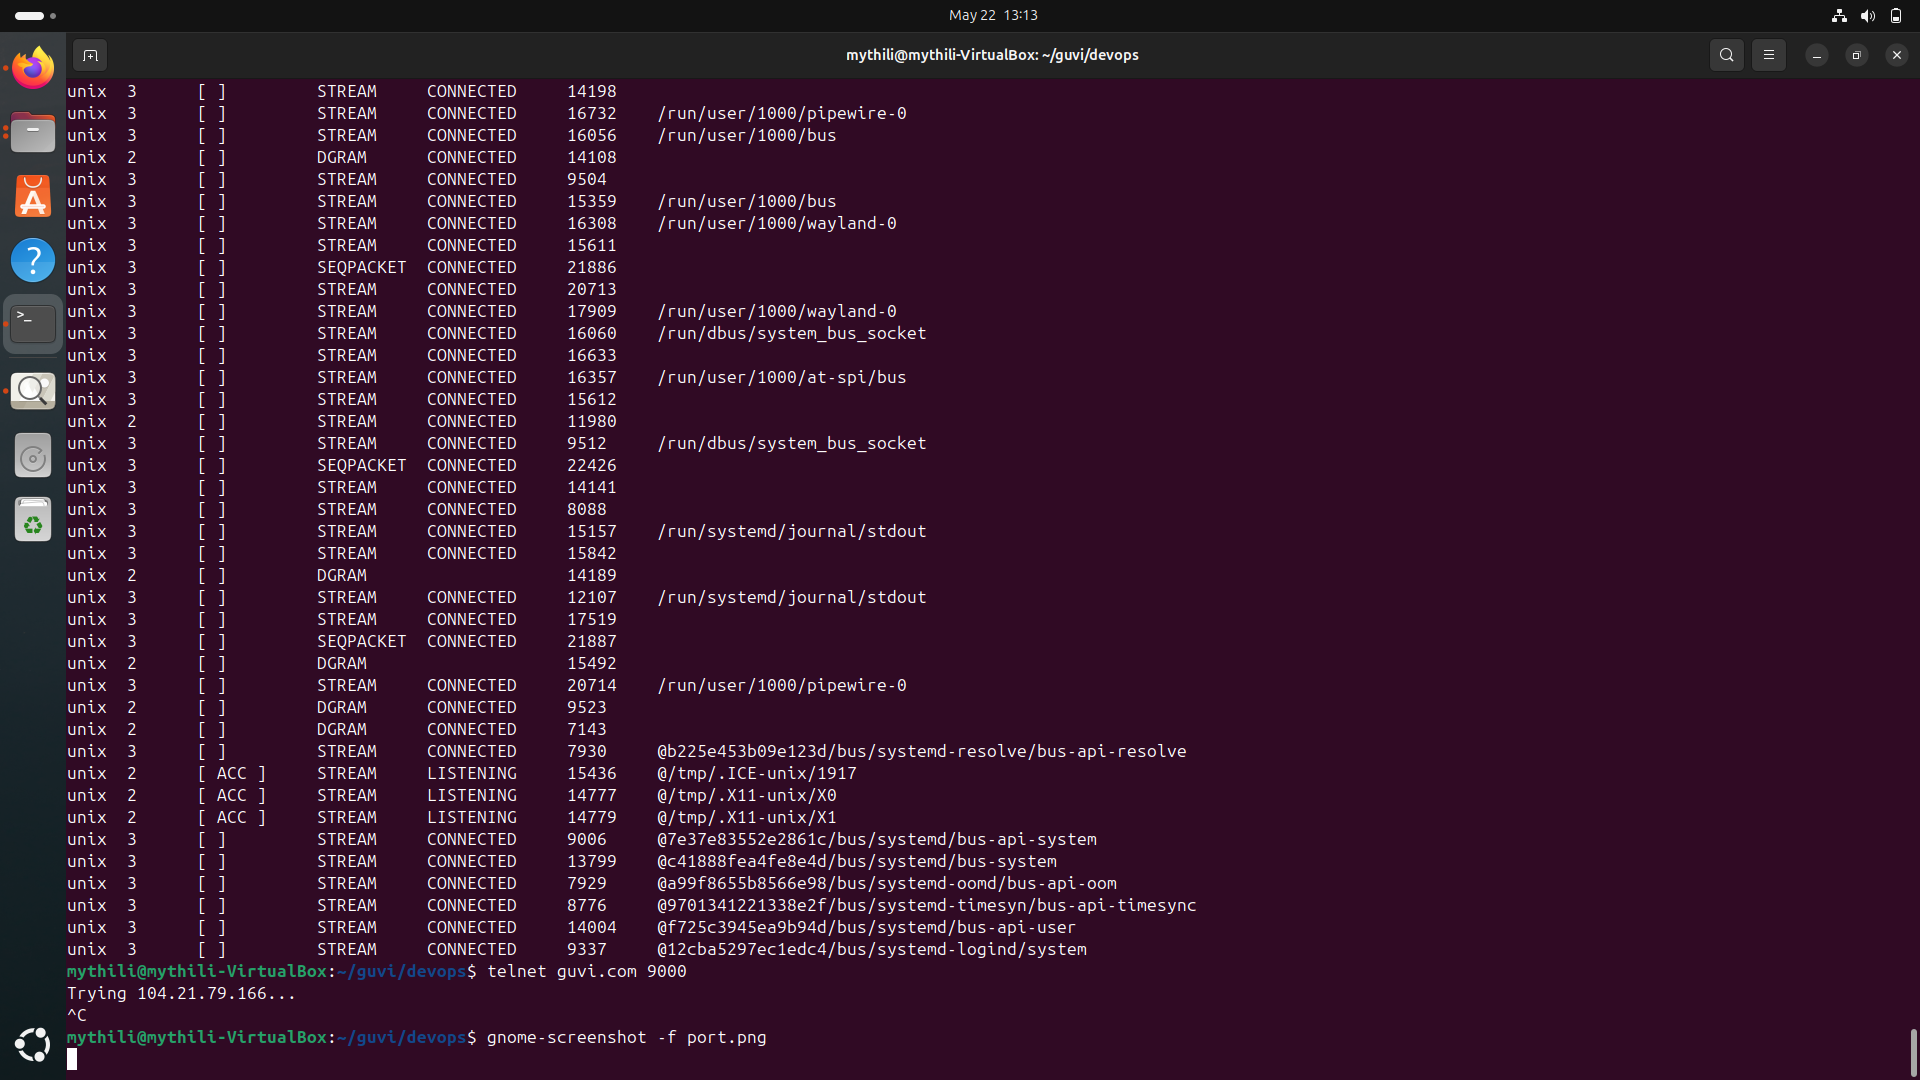 May 22 13:13
mythili@mythili-VirtualBox: ~/guvi/devops
unix  3      [ ]         STREAM     CONNECTED     14198
unix  3      [ ]         STREAM     CONNECTED     16732    /run/user/1000/pipewire-0
unix  3      [ ]         STREAM     CONNECTED     16056    /run/user/1000/bus
unix  2      [ ]         DGRAM      CONNECTED     14108
unix  3      [ ]         STREAM     CONNECTED     9504
unix  3      [ ]         STREAM     CONNECTED     15359    /run/user/1000/bus
unix  3      [ ]         STREAM     CONNECTED     16308    /run/user/1000/wayland-0
unix  3      [ ]         STREAM     CONNECTED     15611
unix  3      [ ]         SEQPACKET  CONNECTED     21886
unix  3      [ ]         STREAM     CONNECTED     20713
unix  3      [ ]         STREAM     CONNECTED     17909    /run/user/1000/wayland-0
unix  3      [ ]         STREAM     CONNECTED     16060    /run/dbus/system_bus_socket
unix  3      [ ]         STREAM     CONNECTED     16633
unix  3      [ ]         STREAM     CONNECTED     16357    /run/user/1000/at-spi/bus
unix  3      [ ]         STREAM     CONNECTED     15612
unix  2      [ ]         STREAM     CONNECTED     11980
unix  3      [ ]         STREAM     CONNECTED     9512     /run/dbus/system_bus_socket
unix  3      [ ]         SEQPACKET  CONNECTED     22426
unix  3      [ ]         STREAM     CONNECTED     14141
unix  3      [ ]         STREAM     CONNECTED     8088
unix  3      [ ]         STREAM     CONNECTED     15157    /run/systemd/journal/stdout
unix  3      [ ]         STREAM     CONNECTED     15842
unix  2      [ ]         DGRAM                    14189
unix  3      [ ]         STREAM     CONNECTED     12107    /run/systemd/journal/stdout
unix  3      [ ]         STREAM     CONNECTED     17519
unix  3      [ ]         SEQPACKET  CONNECTED     21887
unix  2      [ ]         DGRAM                    15492
unix  3      [ ]         STREAM     CONNECTED     20714    /run/user/1000/pipewire-0
unix  2      [ ]         DGRAM      CONNECTED     9523
unix  2      [ ]         DGRAM      CONNECTED     7143
unix  3      [ ]         STREAM     CONNECTED     7930     @b225e453b09e123d/bus/systemd-resolve/bus-api-resolve
unix  2      [ ACC ]     STREAM     LISTENING     15436    @/tmp/.ICE-unix/1917
unix  2      [ ACC ]     STREAM     LISTENING     14777    @/tmp/.X11-unix/X0
unix  2      [ ACC ]     STREAM     LISTENING     14779    @/tmp/.X11-unix/X1
unix  3      [ ]         STREAM     CONNECTED     9006     @7e37e83552e2861c/bus/systemd/bus-api-system
unix  3      [ ]         STREAM     CONNECTED     13799    @c41888fea4fe8e4d/bus/systemd/bus-system
unix  3      [ ]         STREAM     CONNECTED     7929     @a99f8655b8566e98/bus/systemd-oomd/bus-api-oom
unix  3      [ ]         STREAM     CONNECTED     8776     @9701341221338e2f/bus/systemd-timesyn/bus-api-timesync
unix  3      [ ]         STREAM     CONNECTED     14004    @f725c3945ea9b94d/bus/systemd/bus-api-user
unix  3      [ ]         STREAM     CONNECTED     9337     @12cba5297ec1edc4/bus/systemd-logind/system
mythili@mythili-VirtualBox:~/guvi/devops$ telnet guvi.com 9000
Trying 104.21.79.166...
^C
mythili@mythili-VirtualBox:~/guvi/devops$ gnome-screenshot -f port.png